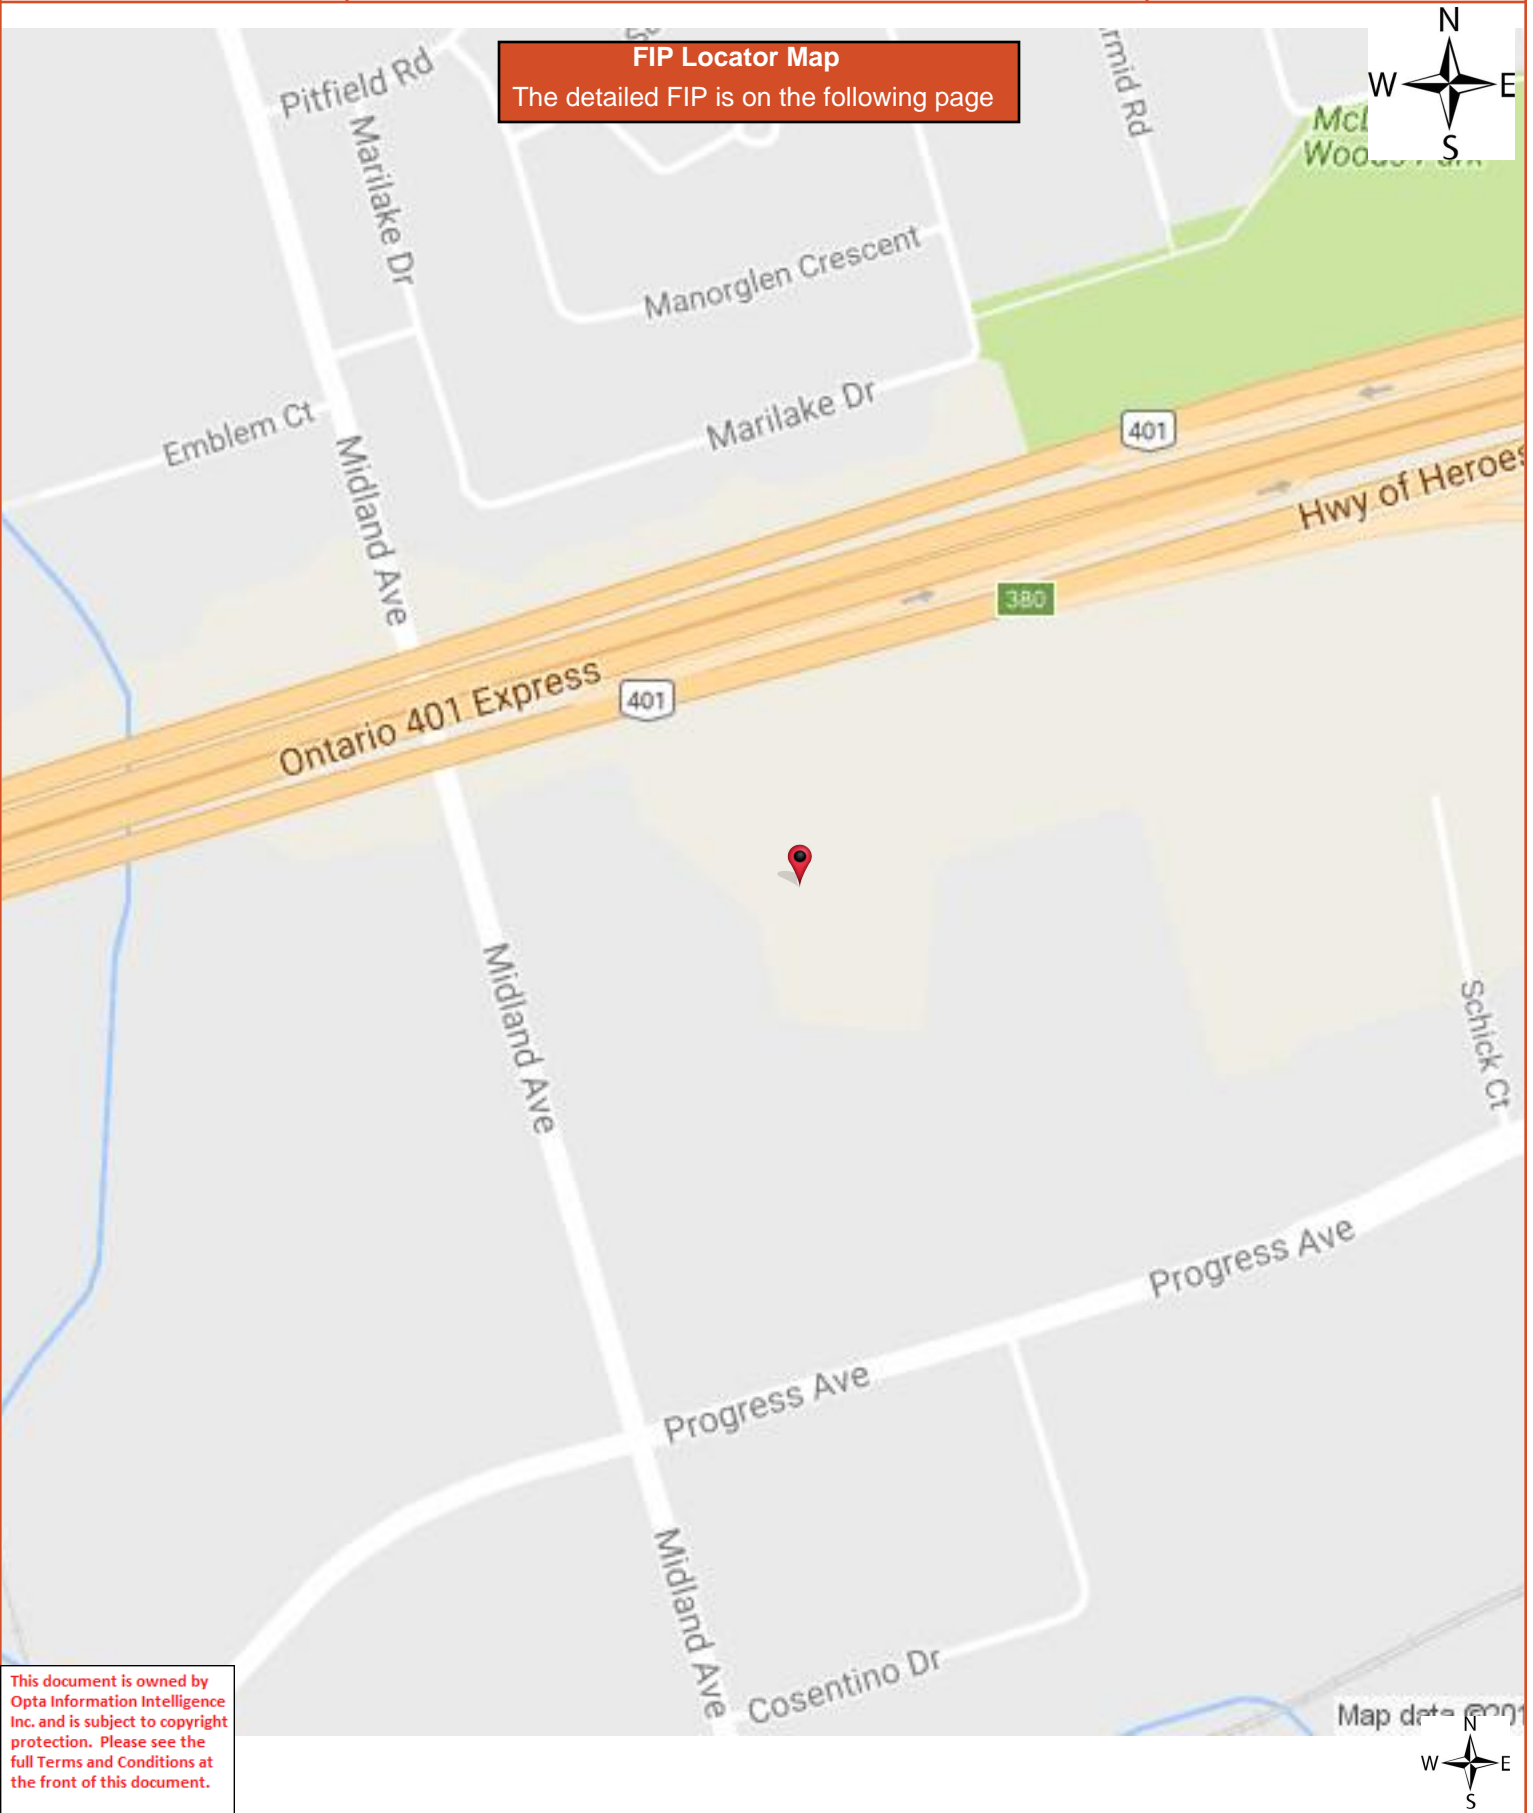 FIP Locator Map
The detailed FIP is on the following page
N
W E
S
Pitfield Rd
Marilake Dr
Manorglen Crescent
Marilake Dr
Emblem Ct
Midland Ave
401
Hwy of Heroes
380
Ontario 401 Express
401
Midland Ave
Schick Ct
Progress Ave
Progress Ave
Midland Ave
Cosentino Dr
This document is owned by
Opta Information Intelligence
Inc. and is subject to copyright
protection. Please see the
full Terms and Conditions at
the front of this document.
Map data
N
W E
S